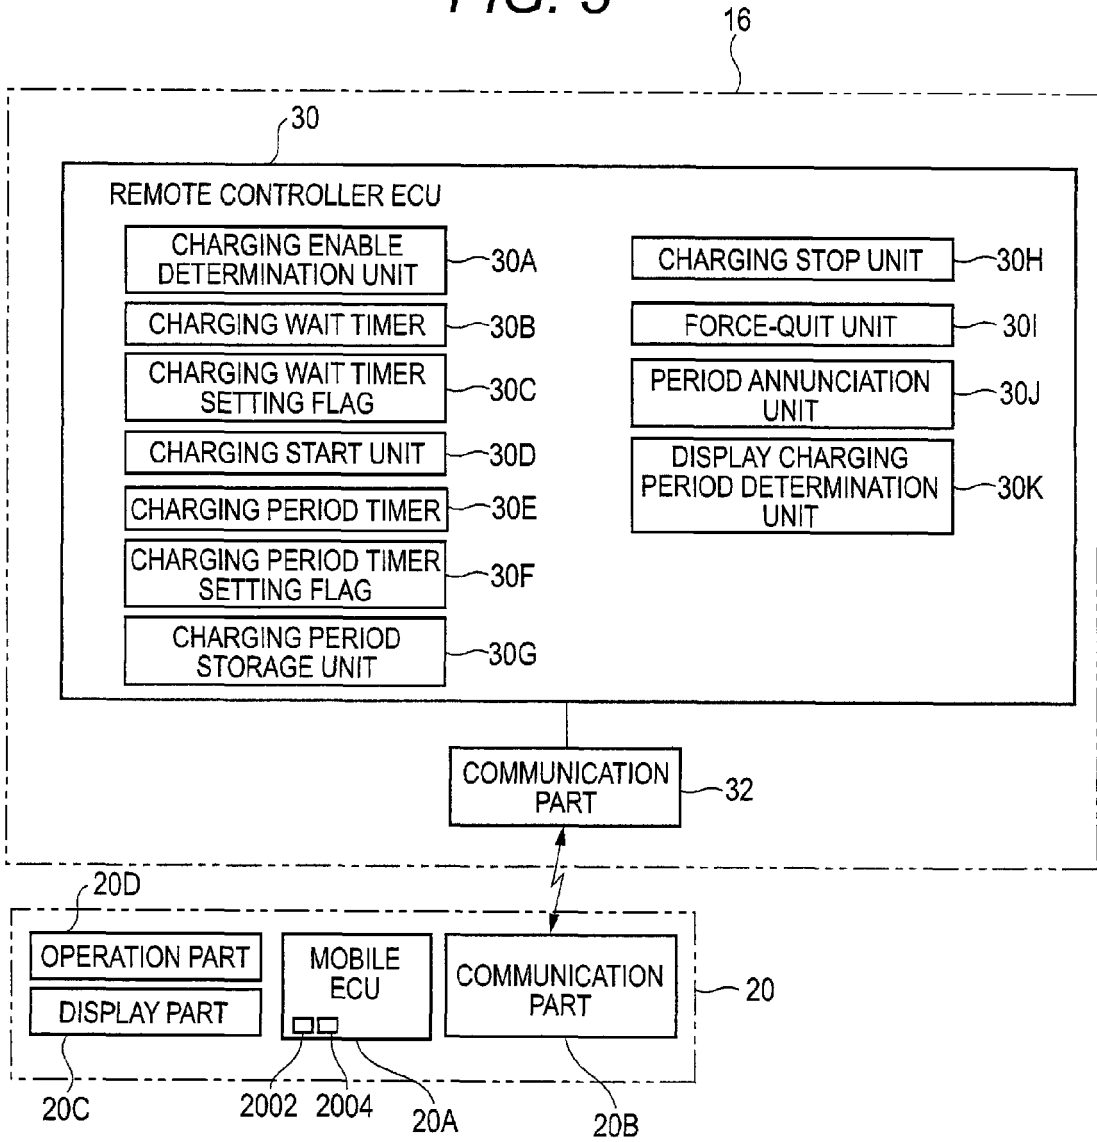 16
30
REMOTE CONTROLLER ECU
CHARGING ENABLE
DETERMINATION UNIT
30A
CHARGING WAIT TIMER
30B
CHARGING WAIT TIMER
SETTING FLAG
30C
CHARGING START UNIT
30D
CHARGING PERIOD TIMER
30E
CHARGING PERIOD TIMER
SETTING FLAG
30F
CHARGING PERIOD
STORAGE UNIT
30G
CHARGING STOP UNIT
30H
FORCE-QUIT UNIT
30I
PERIOD ANNUNCIATION
UNIT
30J
DISPLAY CHARGING
PERIOD DETERMINATION
UNIT
30K
COMMUNICATION
PART
32
20D
OPERATION PART
DISPLAY PART
20C
MOBILE
ECU
2002
2004
20A
COMMUNICATION
PART
20B
20